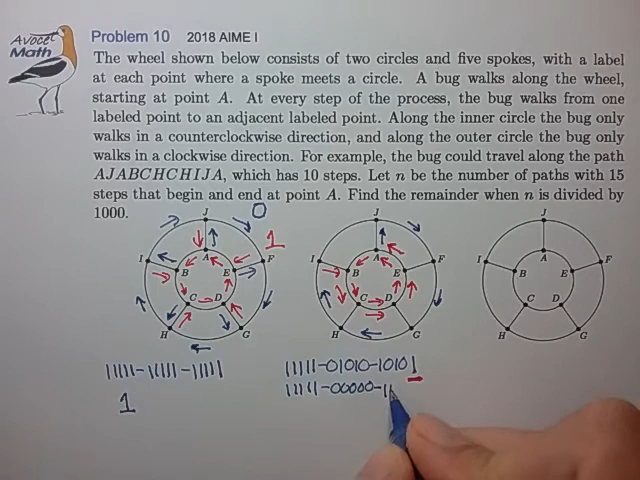 Avocet
Math
Problem 10 2018 AIME I
The wheel shown below consists of two circles and five spokes, with a label
at each point where a spoke meets a circle. A bug walks along the wheel,
starting at point A. At every step of the process, the bug walks from one
labeled point to an adjacent labeled point. Along the inner circle the bug only
walks in a counterclockwise direction, and along the outer circle the bug only
walks in a clockwise direction. For example, the bug could travel along the path
AJABCHCHIJA, which has 10 steps. Let n be the number of paths with 15
steps that begin and end at point A. Find the remainder when n is divided by
1000.
J 0 J J
1
I A F I A F I A F
B E B E B E
C D C D C D
H G H G H G
11111-11111-11111 11111-01010-10101
1 11111-00000-11